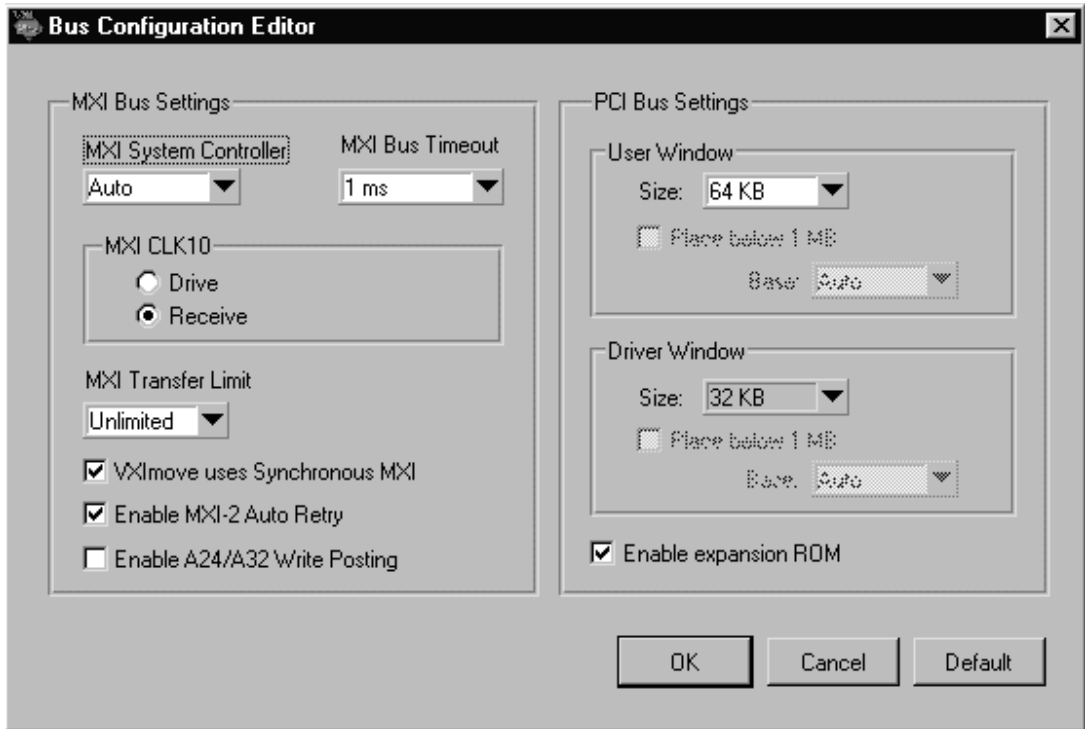 Bus Configuration Editor
MXI Bus Settings
MXI System Controller
Auto
MXI Bus Timeout
1 ms
MXI CLK10
Drive
Receive
MXI Transfer Limit
Unlimited
VXImove uses Synchronous MXI
Enable MXI-2 Auto Retry
Enable A24/A32 Write Posting
PCI Bus Settings
User Window
Size: 64 KB
Place below 1 MB
Base: Auto
Driver Window
Size: 32 KB
Place below 1 MB
Base: Auto
Enable expansion ROM
OK Cancel Default